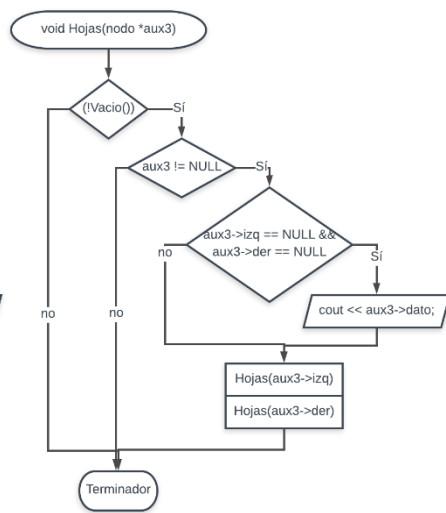 void Hojas(nodo *aux3)
(!Vacio())
Sí
aux3 != NULL
Sí
aux3->izq == NULL &&
aux3->der == NULL
no
Sí
no
no
cout << aux3->dato;
Hojas(aux3->izq)
Hojas(aux3->der)
Terminador